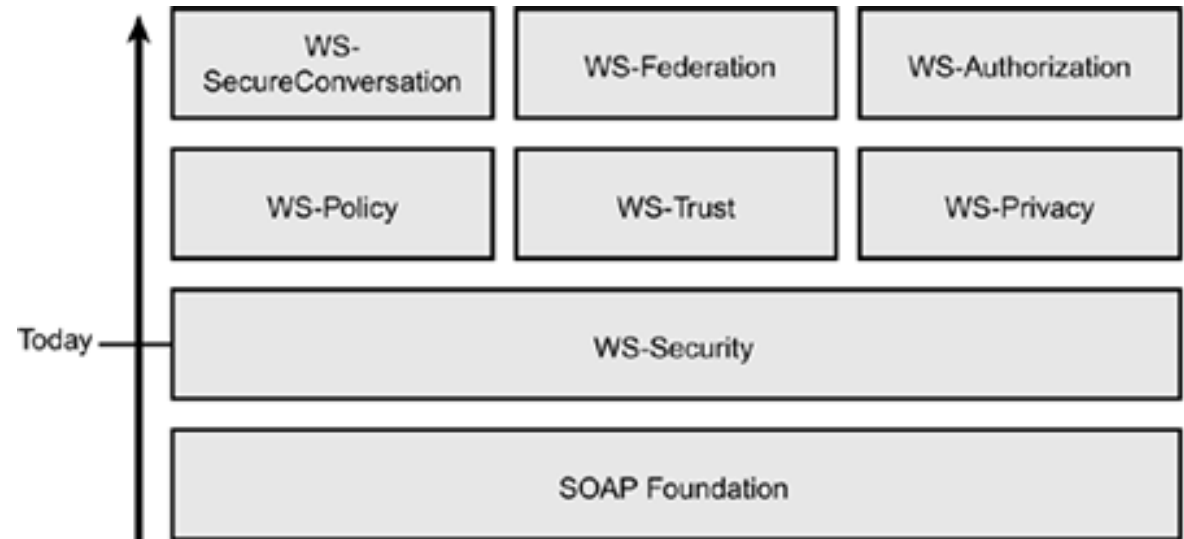 WS-
SecureConversation
WS-Federation
WS-Authorization
WS-Policy
WS-Trust
WS-Privacy
Today
WS-Security
SOAP Foundation